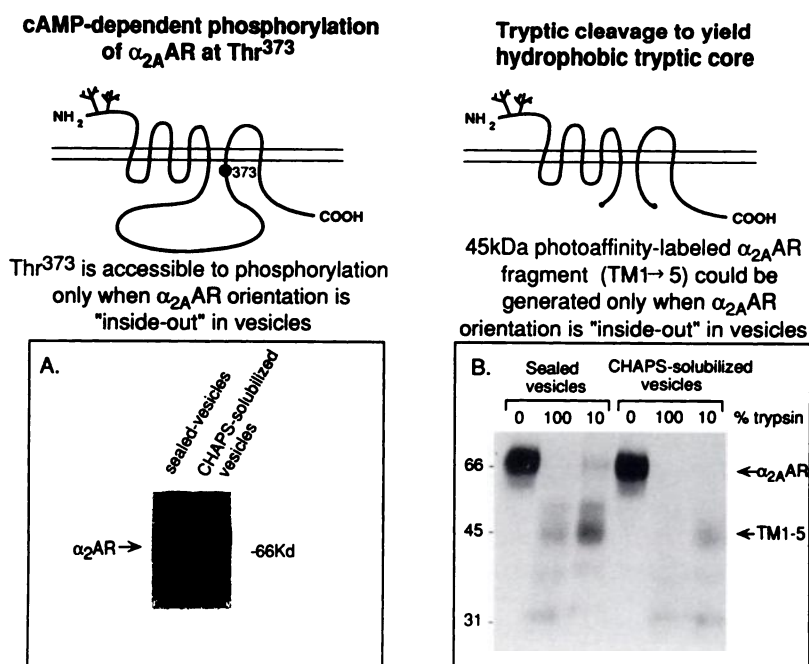 cAMP-dependent phosphorylation
of α2AAR at Thr373
NH2
373
COOH
Thr373 is accessible to phosphorylation
only when α2AAR orientation is
"inside-out" in vesicles
A.
sealed-vesicles
CHAPS-solubilized
vesicles
α2AR→
-66Kd
Tryptic cleavage to yield
hydrophobic tryptic core
NH2
COOH
45kDa photoaffinity-labeled α2AAR
fragment (TM1→ 5) could be
generated only when α2AAR
orientation is "inside-out" in vesicles
B.
Sealed
vesicles
CHAPS-solubilized
vesicles
0 100 10 0 100 10 % trypsin
66 -
←α2AAR
45 -
←TM1-5
31 -